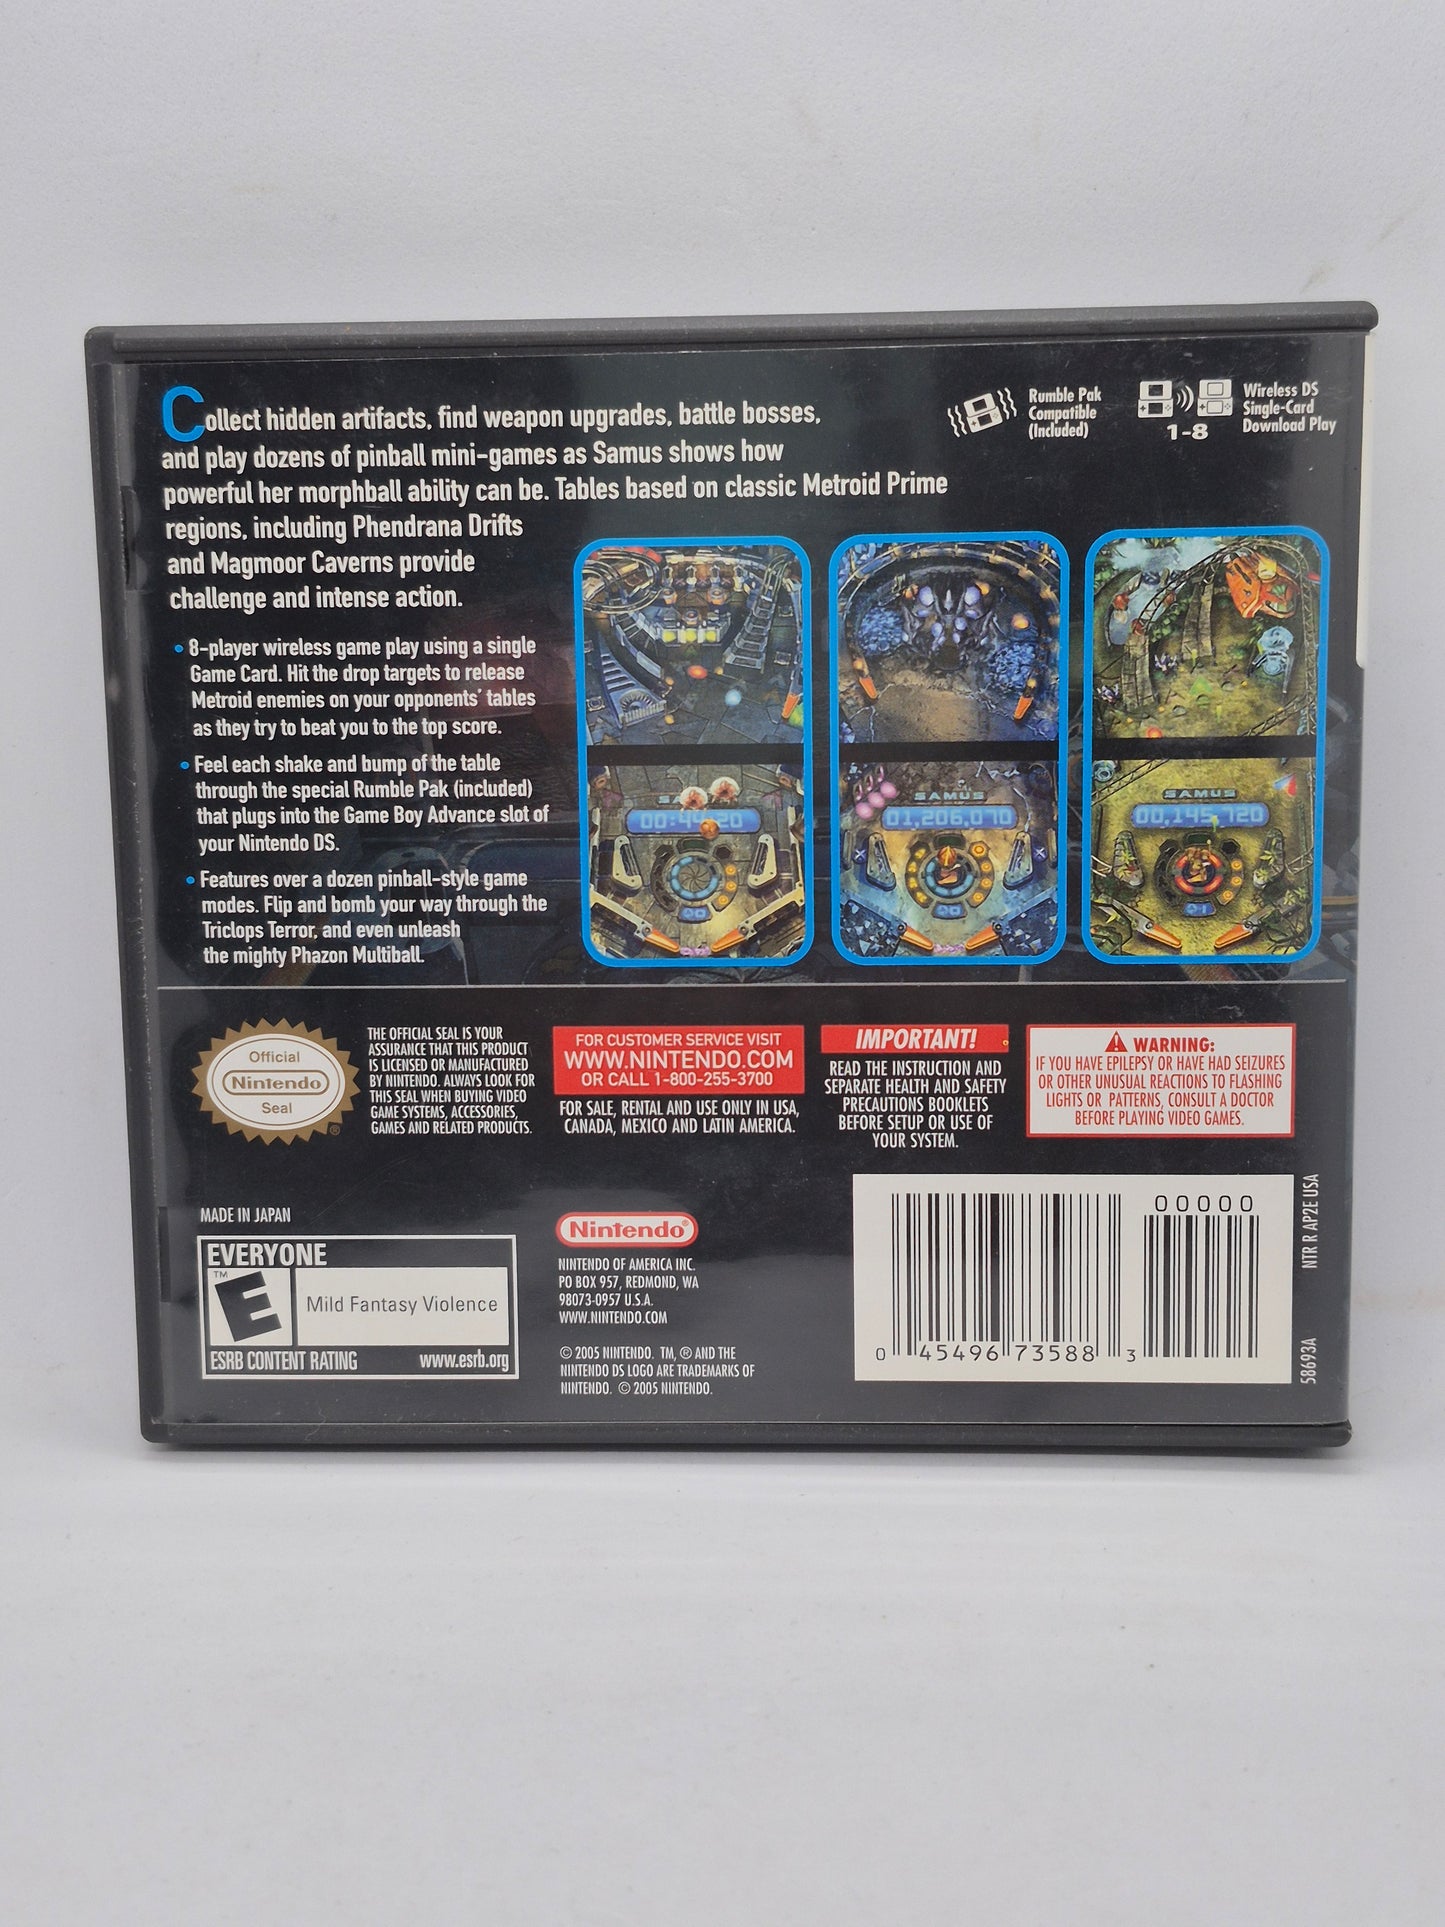 Collect hidden artifacts, find weapon upgrades, battle bosses,
and play dozens of pinball mini-games as Samus shows how
powerful her morphball ability can be. Tables based on classic Metroid Prime
regions, including Phendrana Drifts
and Magmoor Caverns provide
challenge and intense action.
• 8-player wireless game play using a single
Game Card. Hit the drop targets to release
Metroid enemies on your opponents' tables
as they try to beat you to the top score.
• Feel each shake and bump of the table
through the special Rumble Pak (included)
that plugs into the Game Boy Advance slot of
your Nintendo DS.
• Features over a dozen pinball-style game
modes. Flip and bomb your way through the
Triclops Terror, and even unleash
the mighty Phazon Multiball.
Rumble Pak
Compatible
(Included)
1-8
Wireless DS
Single-Card
Download Play
SAMUS
01,206,070
SAMUS
00,145,720
Official
Nintendo
Seal
®
THE OFFICIAL SEAL IS YOUR
ASSURANCE THAT THIS PRODUCT
IS LICENSED OR MANUFACTURED
BY NINTENDO. ALWAYS LOOK FOR
THIS SEAL WHEN BUYING VIDEO
GAME SYSTEMS, ACCESSORIES,
GAMES AND RELATED PRODUCTS.
FOR CUSTOMER SERVICE VISIT
WWW.NINTENDO.COM
OR CALL 1-800-255-3700
FOR SALE, RENTAL AND USE ONLY IN USA,
CANADA, MEXICO AND LATIN AMERICA.
IMPORTANT!
READ THE INSTRUCTION AND
SEPARATE HEALTH AND SAFETY
PRECAUTIONS BOOKLETS
BEFORE SETUP OR USE OF
YOUR SYSTEM.
WARNING:
IF YOU HAVE EPILEPSY OR HAVE HAD SEIZURES
OR OTHER UNUSUAL REACTIONS TO FLASHING
LIGHTS OR PATTERNS, CONSULT A DOCTOR
BEFORE PLAYING VIDEO GAMES.
MADE IN JAPAN
EVERYONE
™
E
Mild Fantasy Violence
ESRB CONTENT RATING www.esrb.org
Nintendo®
NINTENDO OF AMERICA INC.
PO BOX 957, REDMOND, WA
98073-0957 U.S.A.
WWW.NINTENDO.COM
© 2005 NINTENDO. TM, ® AND THE
NINTENDO DS LOGO ARE TRADEMARKS OF
NINTENDO. © 2005 NINTENDO.
00000
0 45496 73588 3
NTR R AP2E USA
58693A